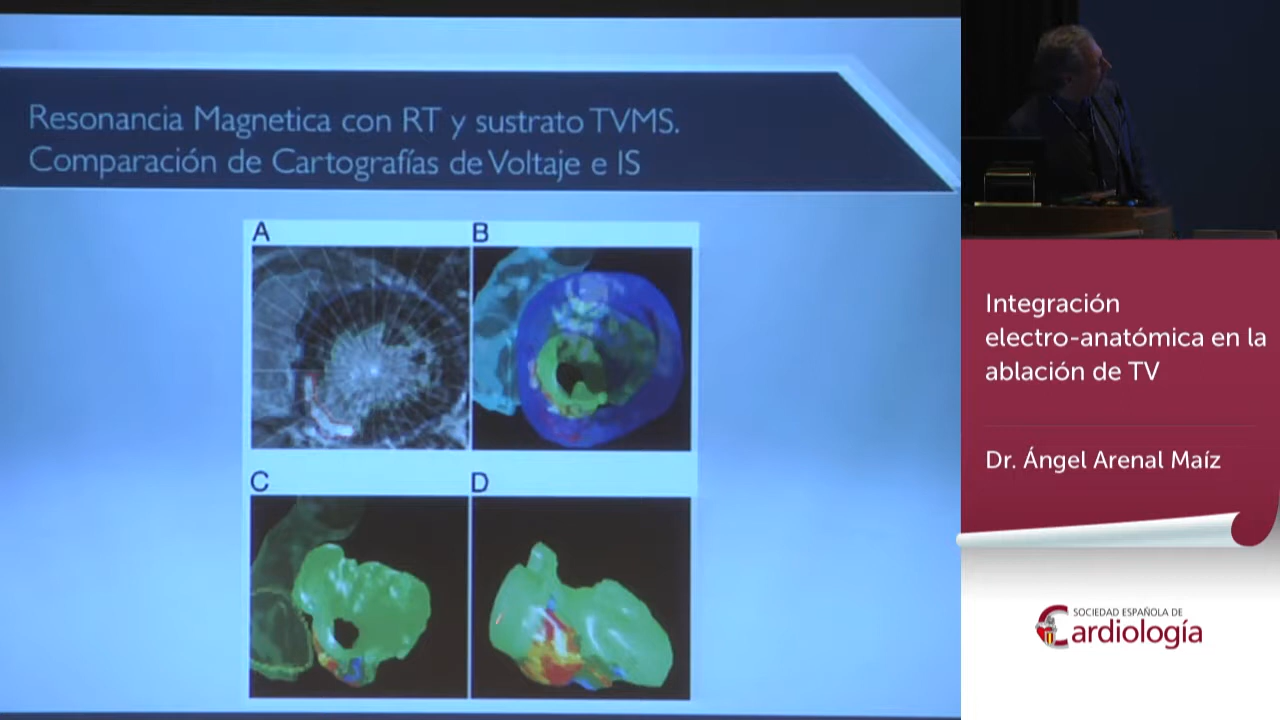 Resonancia Magnetica con RT y sustrato TVMS.
Comparación de Cartografías de Voltaje e IS
A
B
C
D
Integración
electro-anatómica en la
ablación de TV
Dr. Ángel Arenal Maíz
SOCIEDAD ESPAÑOLA DE
Cardiología